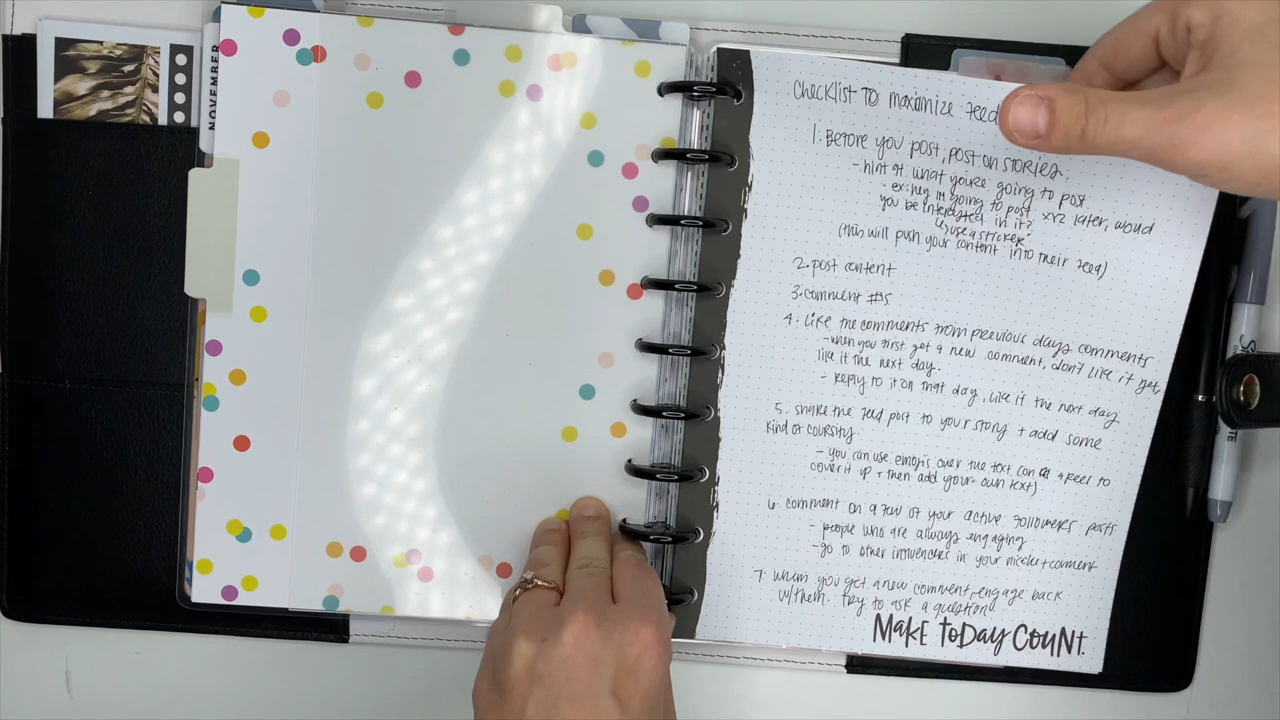 NOVEMBER
Checklist to maximize feed
1. Before you post, post on stories.
- hint at what you're going to post
- ex: hey im going to post xyz later, would
you be interested in it?
use a sticker
(this will push your content into their feed)
2. post content
3. comment #s
4. Like the comments from previous days comments
- when you first get a new comment, don't like it yet,
like it the next day.
- Reply to it on that day, like it the next day
5. share the feed post to your story + add some
kind of coursity.
- you can use emojis over the text on a + peel to
cover it up + then add your own text)
6. comment on a few of your active followers posts
- people who are always engaging
- go to other influencers in your niche + comment
7. when you get a new comment, engage back
w/ them. Try to ask a question
MAKE TODAY COUNT.